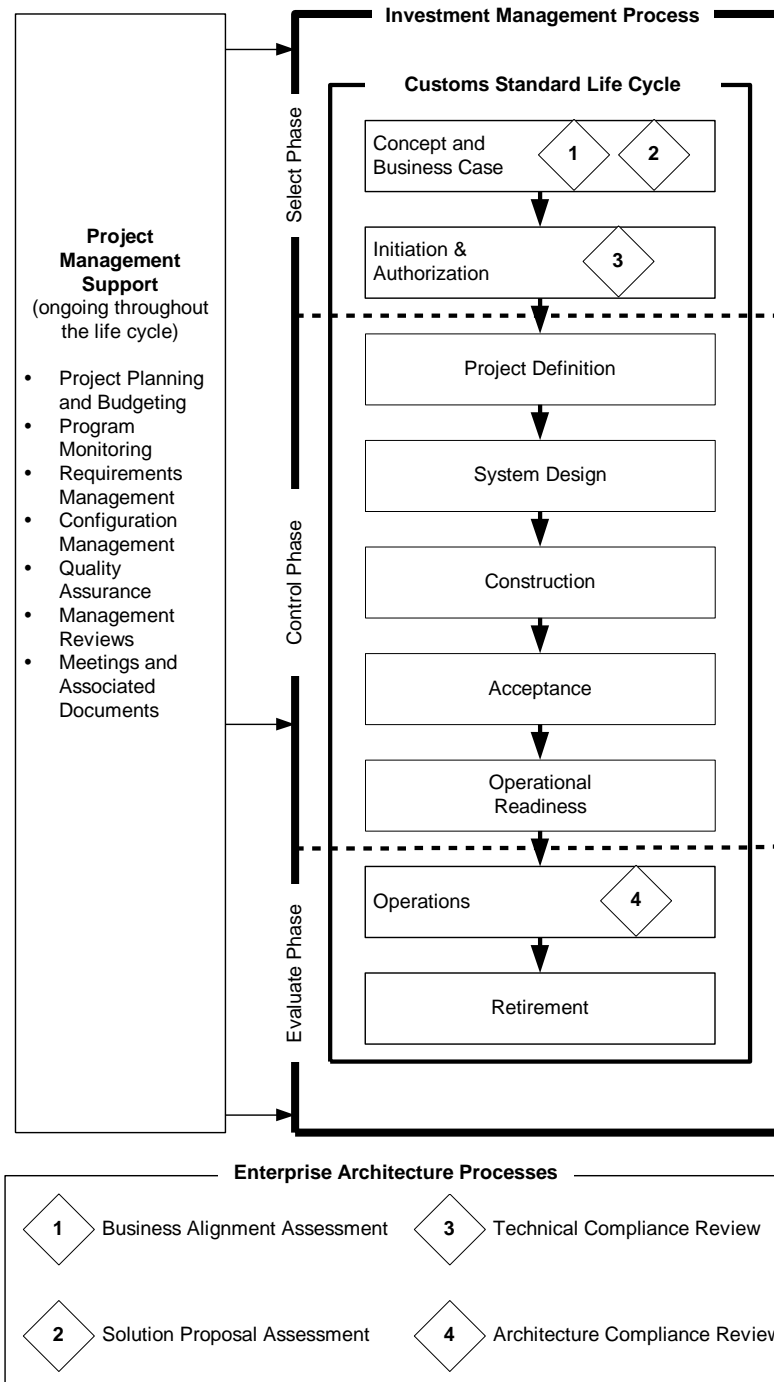 Investment Management Process
Customs Standard Life Cycle
Project
Management
Support
(ongoing throughout
the life cycle)
• Project Planning
and Budgeting
• Program
Monitoring
• Requirements
Management
• Configuration
Management
• Quality
Assurance
• Management
Reviews
• Meetings and
Associated
Documents
Select Phase
Concept and
Business Case
1
2
Initiation &
Authorization
3
Control Phase
Project Definition
System Design
Construction
Acceptance
Operational
Readiness
Evaluate Phase
Operations
4
Retirement
Enterprise Architecture Processes
1 Business Alignment Assessment
3 Technical Compliance Review
2 Solution Proposal Assessment
4 Architecture Compliance Review